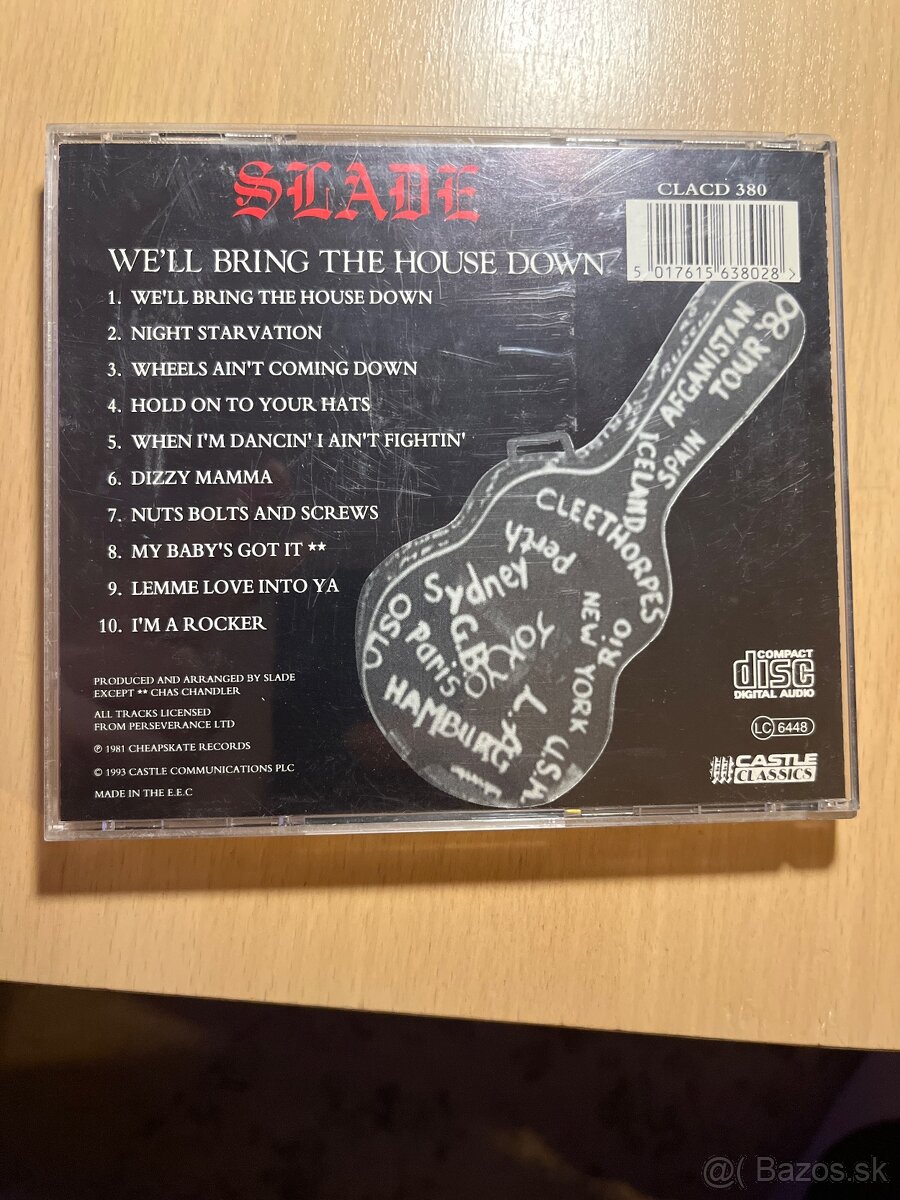 SLADE
CLACD 380
5 017615 638028 >
WE'LL BRING THE HOUSE DOWN
1. WE'LL BRING THE HOUSE DOWN
2. NIGHT STARVATION
3. WHEELS AIN'T COMING DOWN
4. HOLD ON TO YOUR HATS
5. WHEN I'M DANCIN' I AIN'T FIGHTIN'
6. DIZZY MAMMA
7. NUTS BOLTS AND SCREWS
8. MY BABY'S GOT IT **
9. LEMME LOVE INTO YA
10. I'M A ROCKER
AFGANISTAN
TOUR '80
ICELAND
SPAIN
CLEETHORPES
Perth
Sydney
OSLO
GB
Paris
TOKYO
NEW YORK U.S.A.
RIO
L.A.
HAMBURG
PRODUCED AND ARRANGED BY SLADE
EXCEPT ** CHAS CHANDLER
ALL TRACKS LICENSED
FROM PERSEVERANCE LTD
℗ 1981 CHEAPSKATE RECORDS
© 1993 CASTLE COMMUNICATIONS PLC
MADE IN THE E.E.C
COMPACT
disc
DIGITAL AUDIO
LC 6448
CASTLE
CLASSICS
@( Bazos.sk